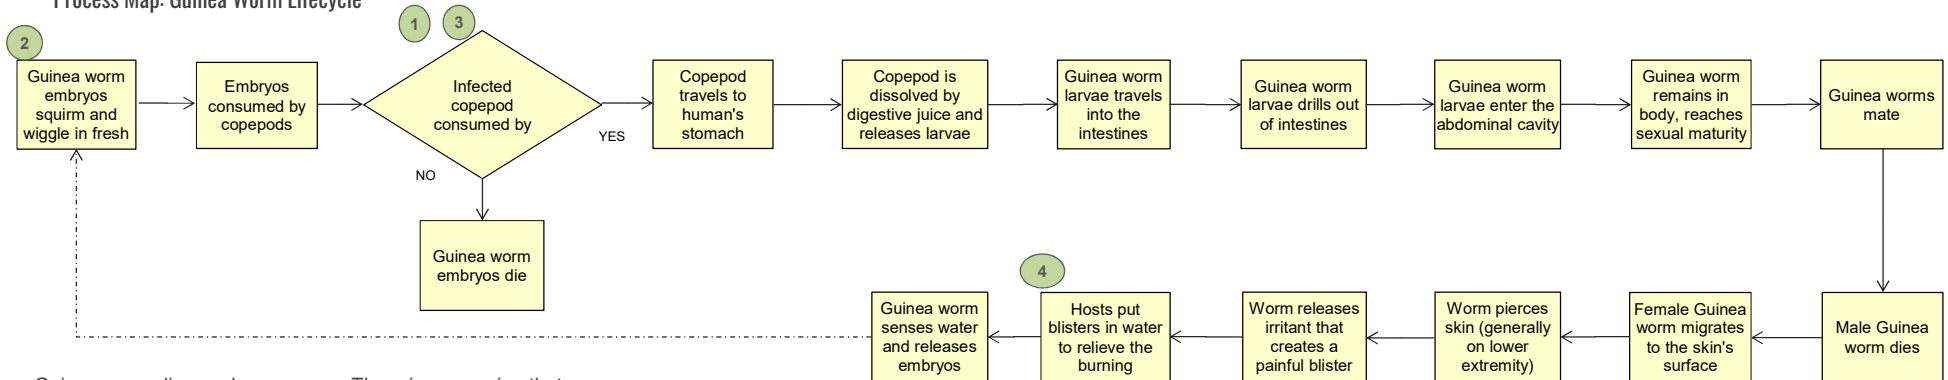 Process Map: Guinea Worm Lifecycle
1
3
2
Guinea worm
embryos
squirm and
wiggle in fresh
Embryos
consumed by
copepods
Infected
copepod
consumed by
YES
NO
Copepod
travels to
human's
stomach
Copepod is
dissolved by
digestive juice and
releases larvae
Guinea worm
larvae travels
into the
intestines
Guinea worm
larvae drills out
of intestines
Guinea worm
larvae enter the
abdominal cavity
Guinea worm
remains in
body, reaches
sexual maturity
Guinea worms
mate
Guinea worm
embryos die
4
Guinea worm
senses water
and releases
embryos
Hosts put
blisters in water
to relieve the
burning
Worm releases
irritant that
creates a
painful blister
Worm pierces
skin (generally
on lower
extremity)
Female Guinea
worm migrates
to the skin's
surface
Male Guinea
worm dies